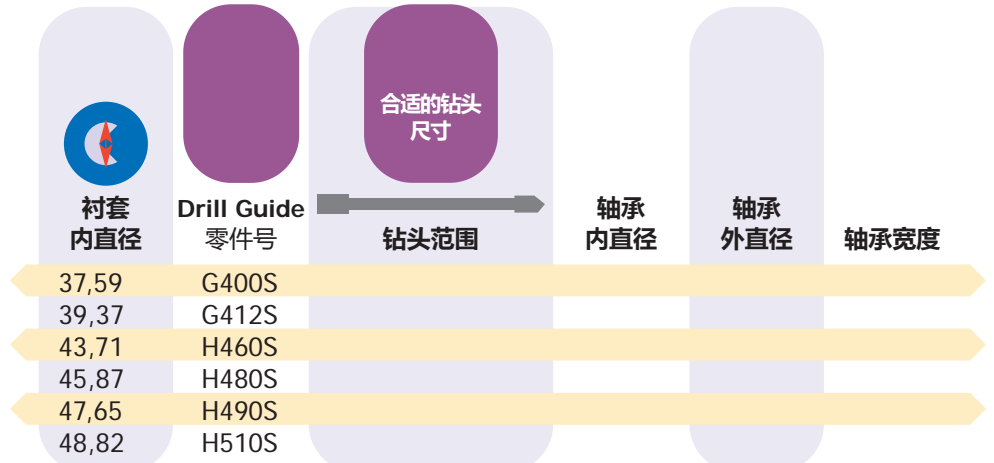 合适的钻头
尺寸
衬套
内直径
Drill Guide
零件号
钻头范围
轴承
内直径
轴承
外直径
轴承宽度
37,59 G400S
39,37 G412S
43,71 H460S
45,87 H480S
47,65 H490S
48,82 H510S